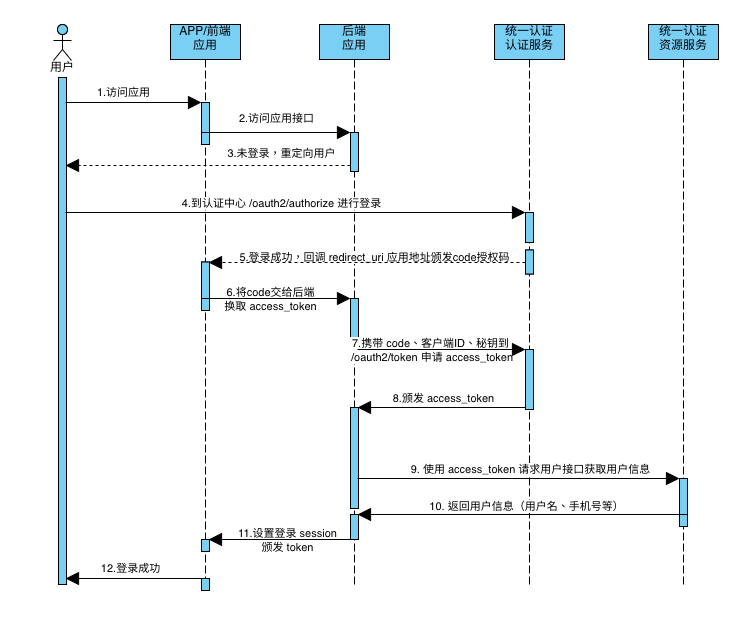 APP/前端
应用
后端
应用
统一认证
认证服务
统一认证
资源服务
用户
1.访问应用
2.访问应用接口
3.未登录，重定向用户
4.到认证中心 /oauth2/authorize 进行登录
5.登录成功，回调 redirect_uri 应用地址颁发code授权码
6.将code交给后端
换取 access_token
7.携带 code、客户端ID、秘钥到
/oauth2/token 申请 access_token
8.颁发 access_token
9. 使用 access_token 请求用户接口获取用户信息
10. 返回用户信息（用户名、手机号等）
11.设置登录 session
颁发 token
12.登录成功